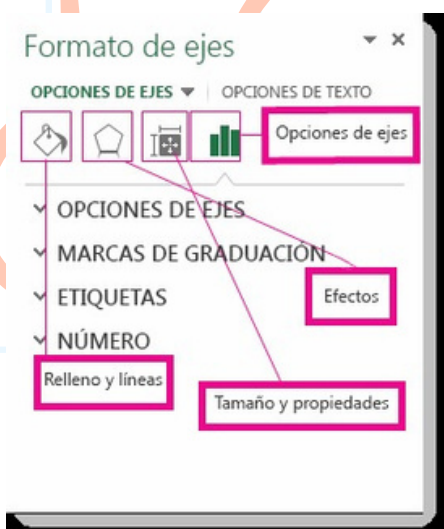 Formato de ejes
OPCIONES DE EJES
OPCIONES DE TEXTO
Opciones de ejes
OPCIONES DE EJES
MARCAS DE GRADUACIÓN
ETIQUETAS
Efectos
NÚMERO
Relleno y líneas
Tamaño y propiedades